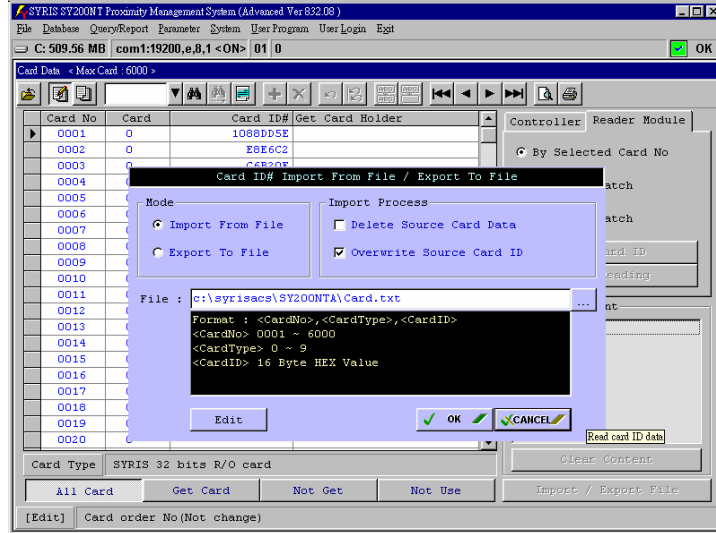 SYRIS SY200NT Proximity Management System (Advanced Ver 832.08 )
File Database Query/Report Parameter System User Program User Login Exit
C: 509.56 MB com1:19200,e,8,1 <ON> 01 0 OK
Card Data < Max Card : 6000 >
Card No Card Card ID# Get Card Holder
0001 0 1088DD5E
0002 0 E8E6C2
0003 0 C6B20F
0004
0005
0006
0007
0008
0009
0010
0011
0012
0013
0014
0015
0016
0017
0018
0019
0020
Controller Reader Module
By Selected Card No
atch
atch
ard ID
eading
nt
Card ID# Import From File / Export To File
Mode
Import From File
Export To File
Import Process
Delete Source Card Data
Overwrite Source Card ID
File : c:\syrisacs\SY200NTA\Card.txt ...
Format : <CardNo>,<CardType>,<CardID>
<CardNo> 0001 ~ 6000
<CardType> 0 ~ 9
<CardID> 16 Byte HEX Value
Edit OK CANCEL
Read card ID data
Card Type SYRIS 32 bits R/O card
Clear Content
All Card Get Card Not Get Not Use Import / Export File
[Edit] Card order No(Not change)